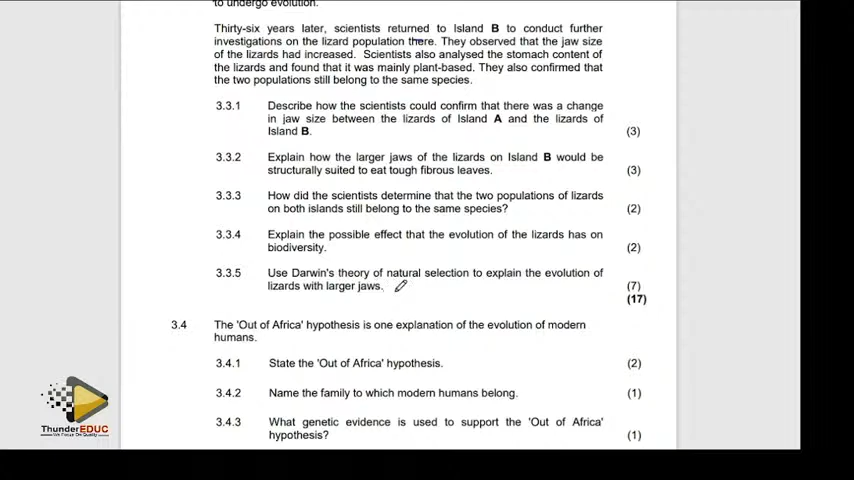 to undergo evolution.
Thirty-six years later, scientists returned to Island B to conduct further
investigations on the lizard population there. They observed that the jaw size
of the lizards had increased. Scientists also analysed the stomach content of
the lizards and found that it was mainly plant-based. They also confirmed that
the two populations still belong to the same species.
3.3.1 Describe how the scientists could confirm that there was a change
in jaw size between the lizards of Island A and the lizards of
Island B. (3)
3.3.2 Explain how the larger jaws of the lizards on Island B would be
structurally suited to eat tough fibrous leaves. (3)
3.3.3 How did the scientists determine that the two populations of lizards
on both islands still belong to the same species? (2)
3.3.4 Explain the possible effect that the evolution of the lizards has on
biodiversity. (2)
3.3.5 Use Darwin's theory of natural selection to explain the evolution of
lizards with larger jaws. (7)
(17)
3.4 The 'Out of Africa' hypothesis is one explanation of the evolution of modern
humans.
3.4.1 State the 'Out of Africa' hypothesis. (2)
3.4.2 Name the family to which modern humans belong. (1)
3.4.3 What genetic evidence is used to support the 'Out of Africa'
hypothesis? (1)
ThunderEDUC
We Focus On Quality